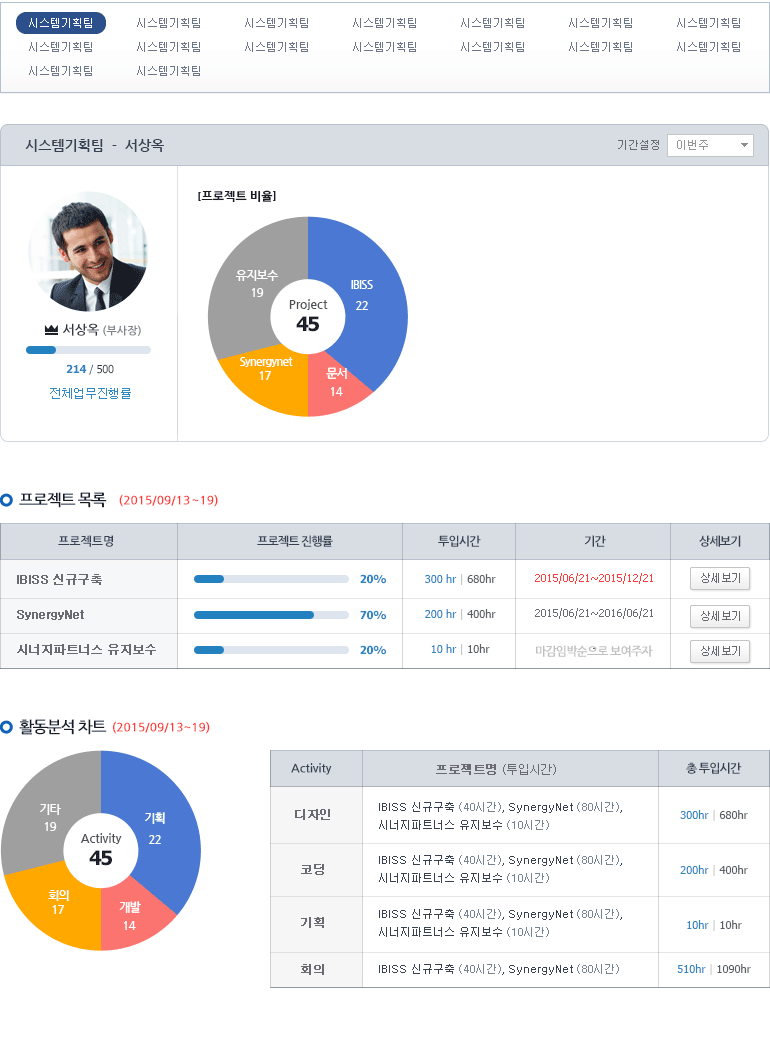 시스템기획팀 시스템기획팀 시스템기획팀 시스템기획팀 시스템기획팀 시스템기획팀 시스템기획팀
시스템기획팀 시스템기획팀 시스템기획팀 시스템기획팀 시스템기획팀 시스템기획팀 시스템기획팀
시스템기획팀 시스템기획팀
시스템기획팀 - 서상옥 기간설정 이번주
[프로젝트 비율]
유지보수
19
IBISS
22
Project
45
Synergynet
17
문서
14
서상옥 (부사장)
214 / 500
전체업무진행률
프로젝트 목록 (2015/09/13~19)
프로젝트명 프로젝트 진행률 투입시간 기간 상세보기
IBISS 신규구축 20% 300 hr | 680hr 2015/06/21~2015/12/21 상세보기
SynergyNet 70% 200 hr | 400hr 2015/06/21~2016/06/21 상세보기
시너지파트너스 유지보수 20% 10 hr | 10hr 마감임박순으로 보여주자 상세보기
활동분석 차트 (2015/09/13~19)
기타
19
기획
22
Activity
45
회의
17
개발
14
Activity 프로젝트명 (투입시간) 총 투입시간
디자인 IBISS 신규구축 (40시간), SynergyNet (80시간),
시너지파트너스 유지보수 (10시간) 300hr | 680hr
코딩 IBISS 신규구축 (40시간), SynergyNet (80시간),
시너지파트너스 유지보수 (10시간) 200hr | 400hr
기획 IBISS 신규구축 (40시간), SynergyNet (80시간),
시너지파트너스 유지보수 (10시간) 10hr | 10hr
회의 IBISS 신규구축 (40시간), SynergyNet (80시간) 510hr | 1090hr